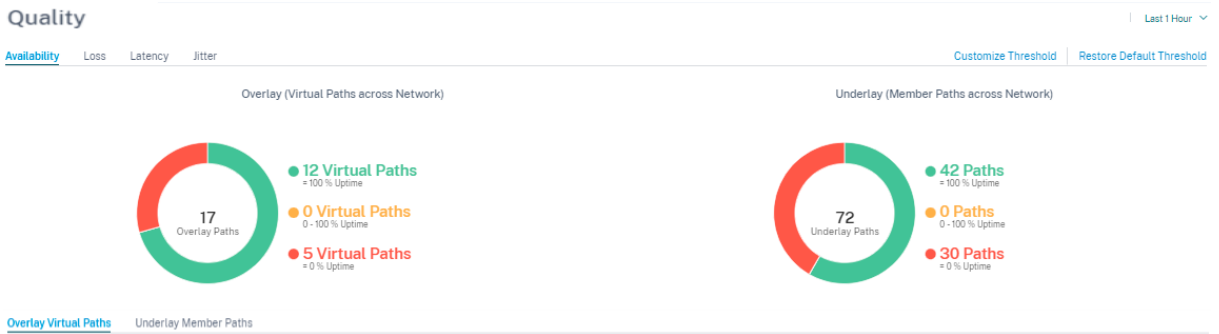 Quality
Last 1 Hour
Availability Loss Latency Jitter
Customize Threshold Restore Default Threshold
Overlay (Virtual Paths across Network)
17
Overlay Paths
12 Virtual Paths
= 100 % Uptime
0 Virtual Paths
0 - 100 % Uptime
5 Virtual Paths
= 0 % Uptime
Underlay (Member Paths across Network)
72
Underlay Paths
42 Paths
= 100 % Uptime
0 Paths
0 - 100 % Uptime
30 Paths
= 0 % Uptime
Overlay Virtual Paths Underlay Member Paths